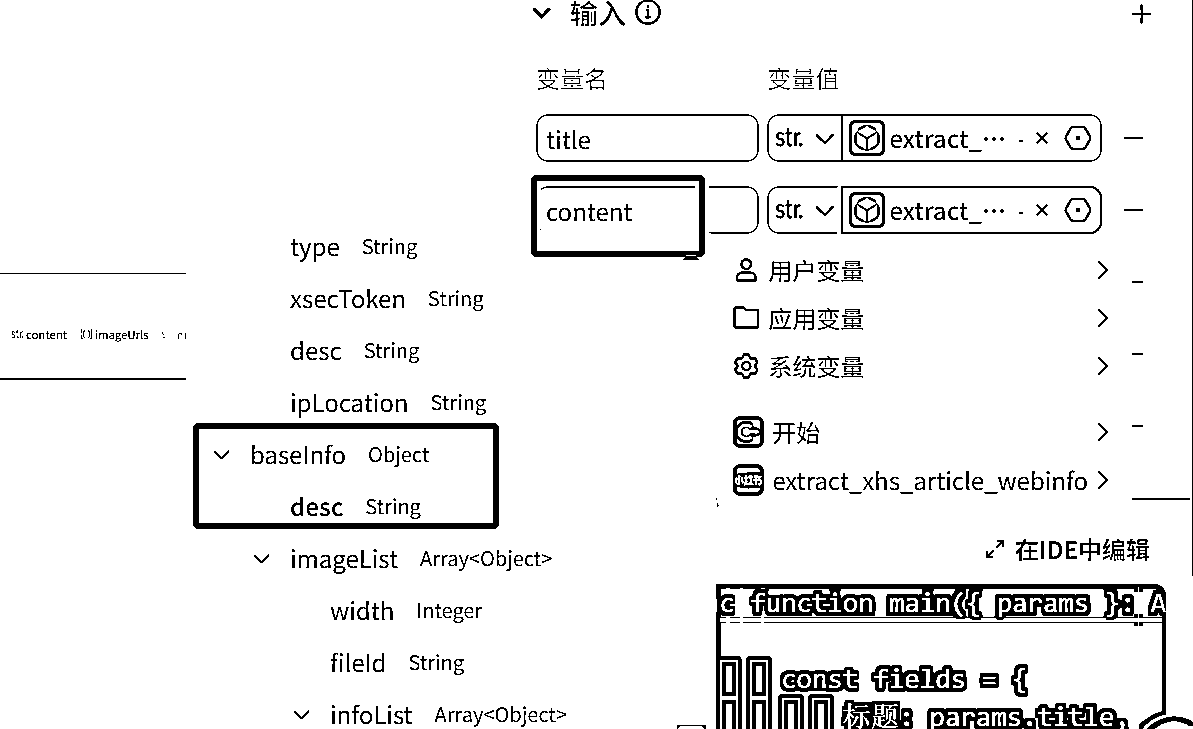 输入
变量名 变量值
title str. extract_··· - ×
content str. extract_··· - ×
用户变量
应用变量
系统变量
开始
extract_xhs_article_webinfo
type String
xsecToken String
desc String
ipLocation String
baseInfo Object
desc String
imageList Array<Object>
width Integer
fileId String
infoList Array<Object>
str. content imageUrls
在IDE中编辑
c function main({ params }: A
const fields = {
标题: params.title,